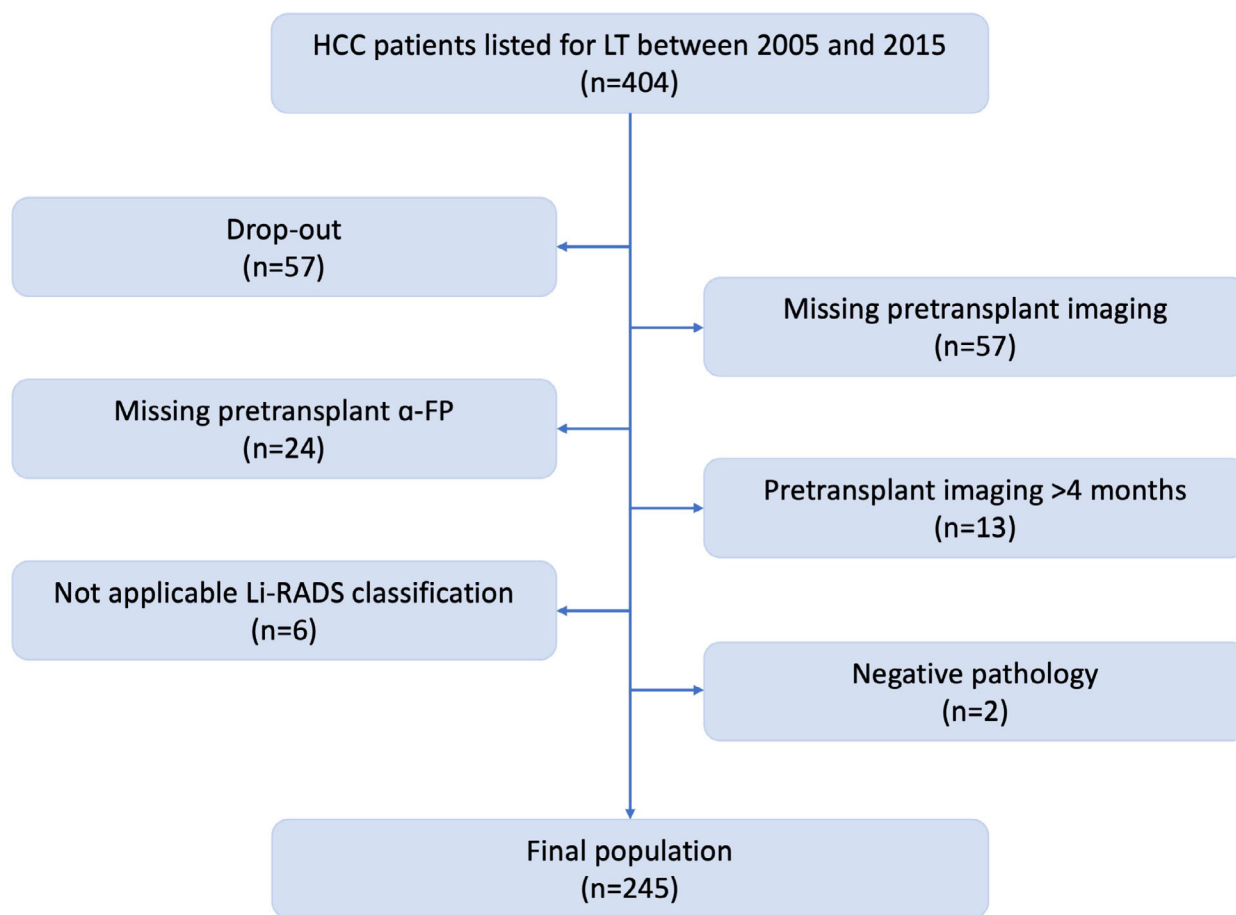 HCC patients listed for LT between 2005 and 2015
(n=404)
Drop-out
(n=57)
Missing pretransplant imaging
(n=57)
Missing pretransplant α-FP
(n=24)
Pretransplant imaging >4 months
(n=13)
Not applicable Li-RADS classification
(n=6)
Negative pathology
(n=2)
Final population
(n=245)